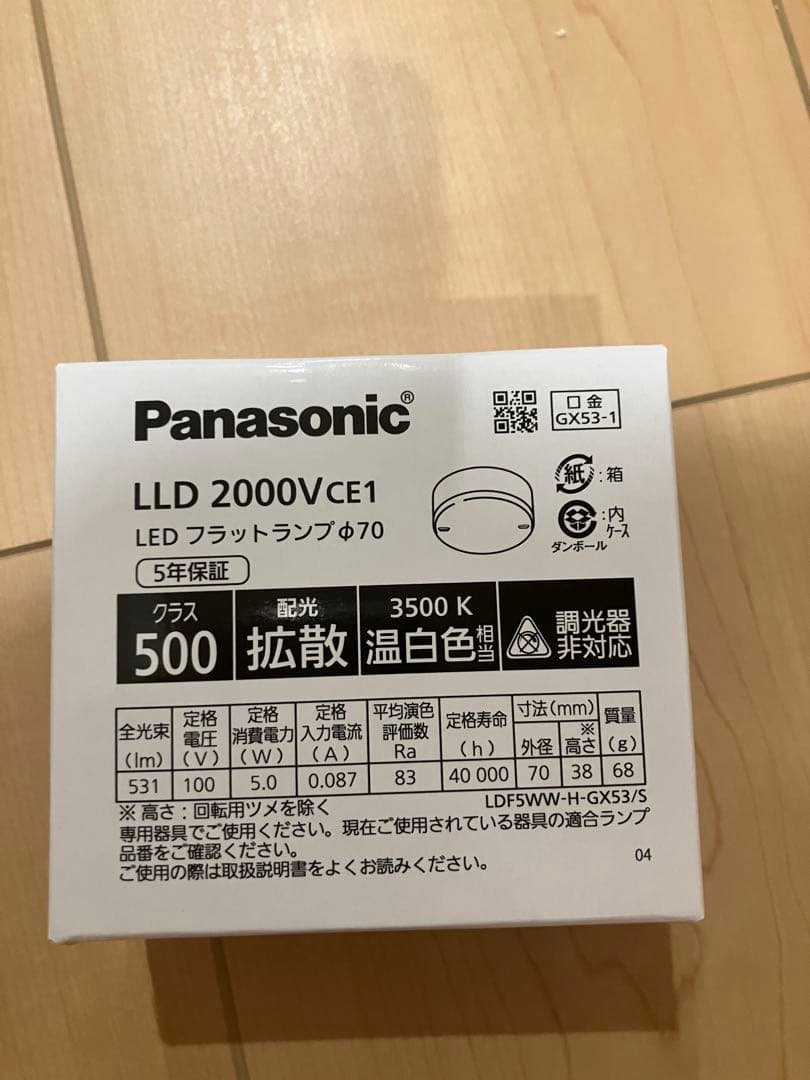 Panasonic®
口金
GX53-1
LLD 2000VCE1
LED フラットランプφ70
5年保証
紙:箱
:内ケース
ダンボール
クラス
500
配光
拡散
3500 K
温白色相当
調光器
非対応
全光束(lm) 定格電圧(V) 定格消費電力(W) 定格入力電流(A) 平均演色評価数Ra 定格寿命(h) 寸法(mm) 外径 ※高さ 質量(g)
531 100 5.0 0.087 83 40 000 70 38 68
※高さ:回転用ツメを除く
LDF5WW-H-GX53/S
専用器具でご使用ください。現在ご使用されている器具の適合ランプ
品番をご確認ください。
ご使用の際は取扱説明書をよくお読みください。
04